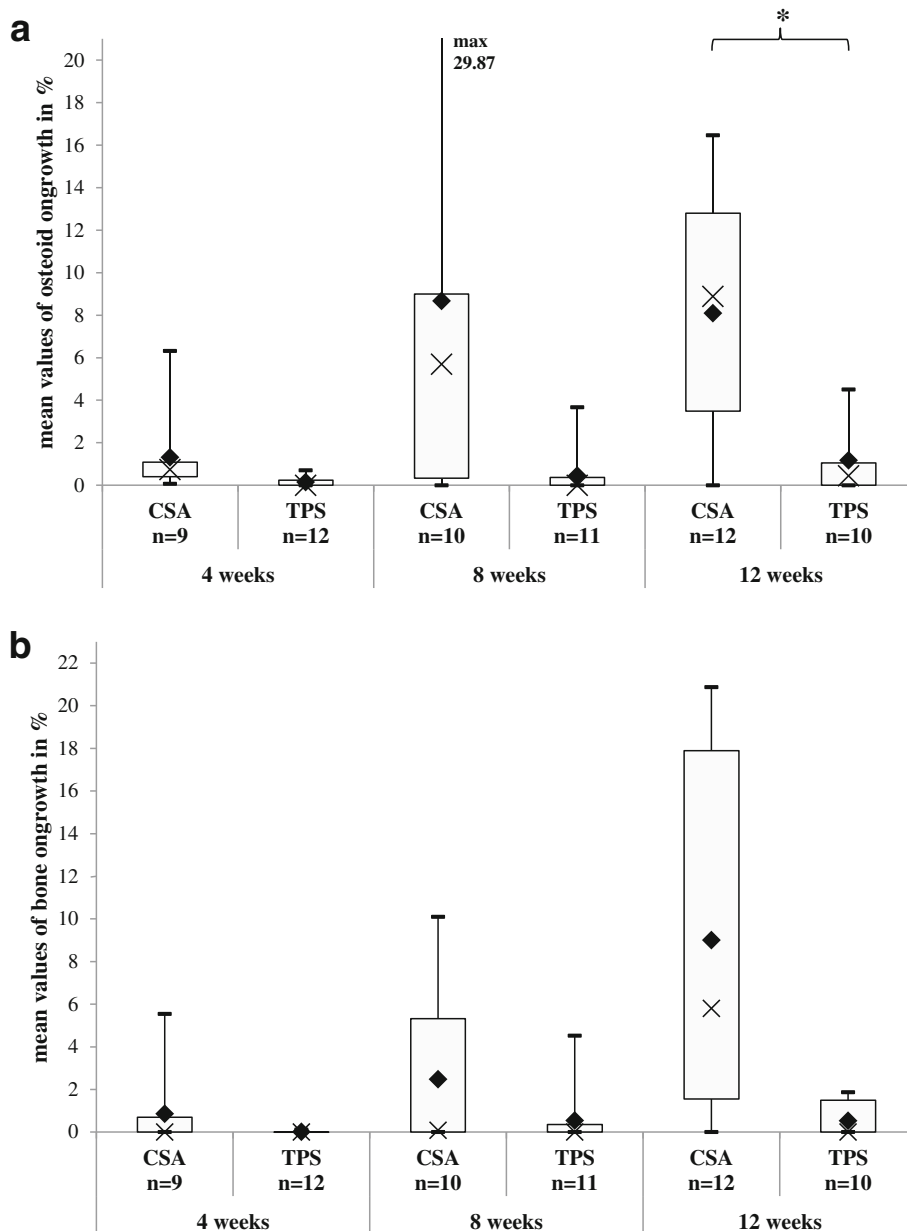 a
mean values of osteoid ongrowth in %
20
18
16
14
12
10
8
6
4
2
0
max
29.87
*
CSA TPS CSA TPS CSA TPS
n=9 n=12 n=10 n=11 n=12 n=10
4 weeks 8 weeks 12 weeks
b
mean values of bone ongrowth in %
22
20
18
16
14
12
10
8
6
4
2
0
CSA TPS CSA TPS CSA TPS
n=9 n=12 n=10 n=11 n=12 n=10
4 weeks 8 weeks 12 weeks